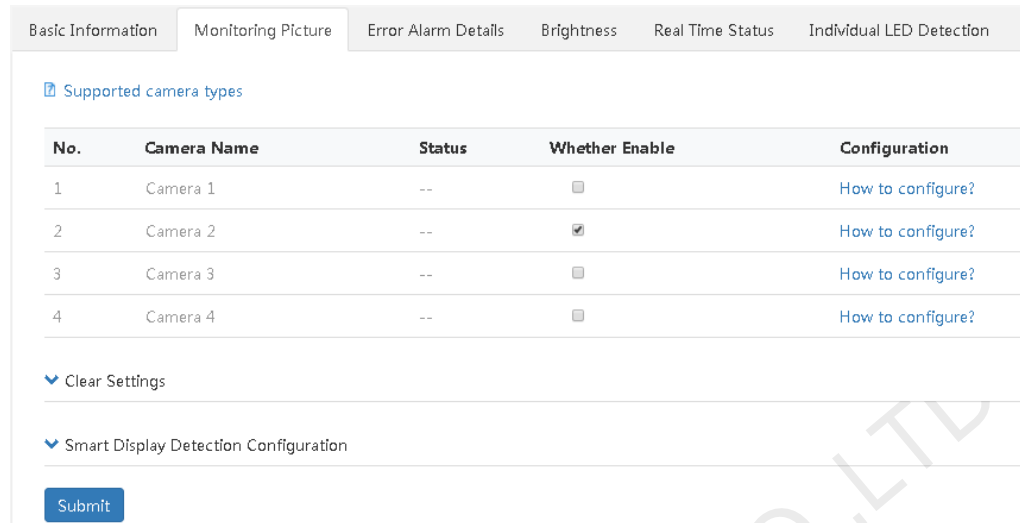 Basic Information Monitoring Picture Error Alarm Details Brightness Real Time Status Individual LED Detection
Supported camera types
No. Camera Name Status Whether Enable Configuration
1 Camera 1 -- How to configure?
2 Camera 2 -- How to configure?
3 Camera 3 -- How to configure?
4 Camera 4 -- How to configure?
Clear Settings
Smart Display Detection Configuration
Submit
.,LTD